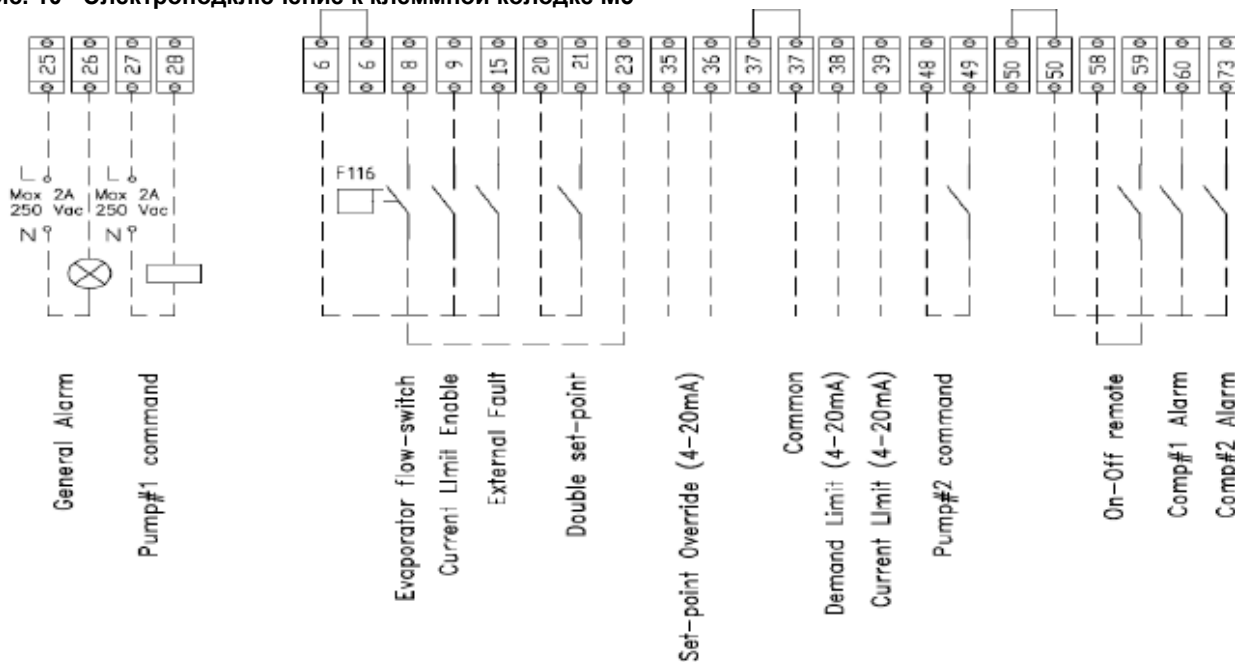 Электроподключение к клеммной колодке М3
25 26 27 28 6 6 8 9 15 20 21 23 35 36 37 37 38 39 48 49 50 50 58 59 60 73
F116
L L
Max 2A Max 2A
250 Vac 250 Vac
N N
General Alarm
Pump#1 command
Evaporator flow-switch
Current Limit Enable
External Fault
Double set-point
Set-point Override (4-20mA)
Common
Demand Limit (4-20mA)
Current Limit (4-20mA)
Pump#2 command
On-Off remote
Comp#1 Alarm
Comp#2 Alarm